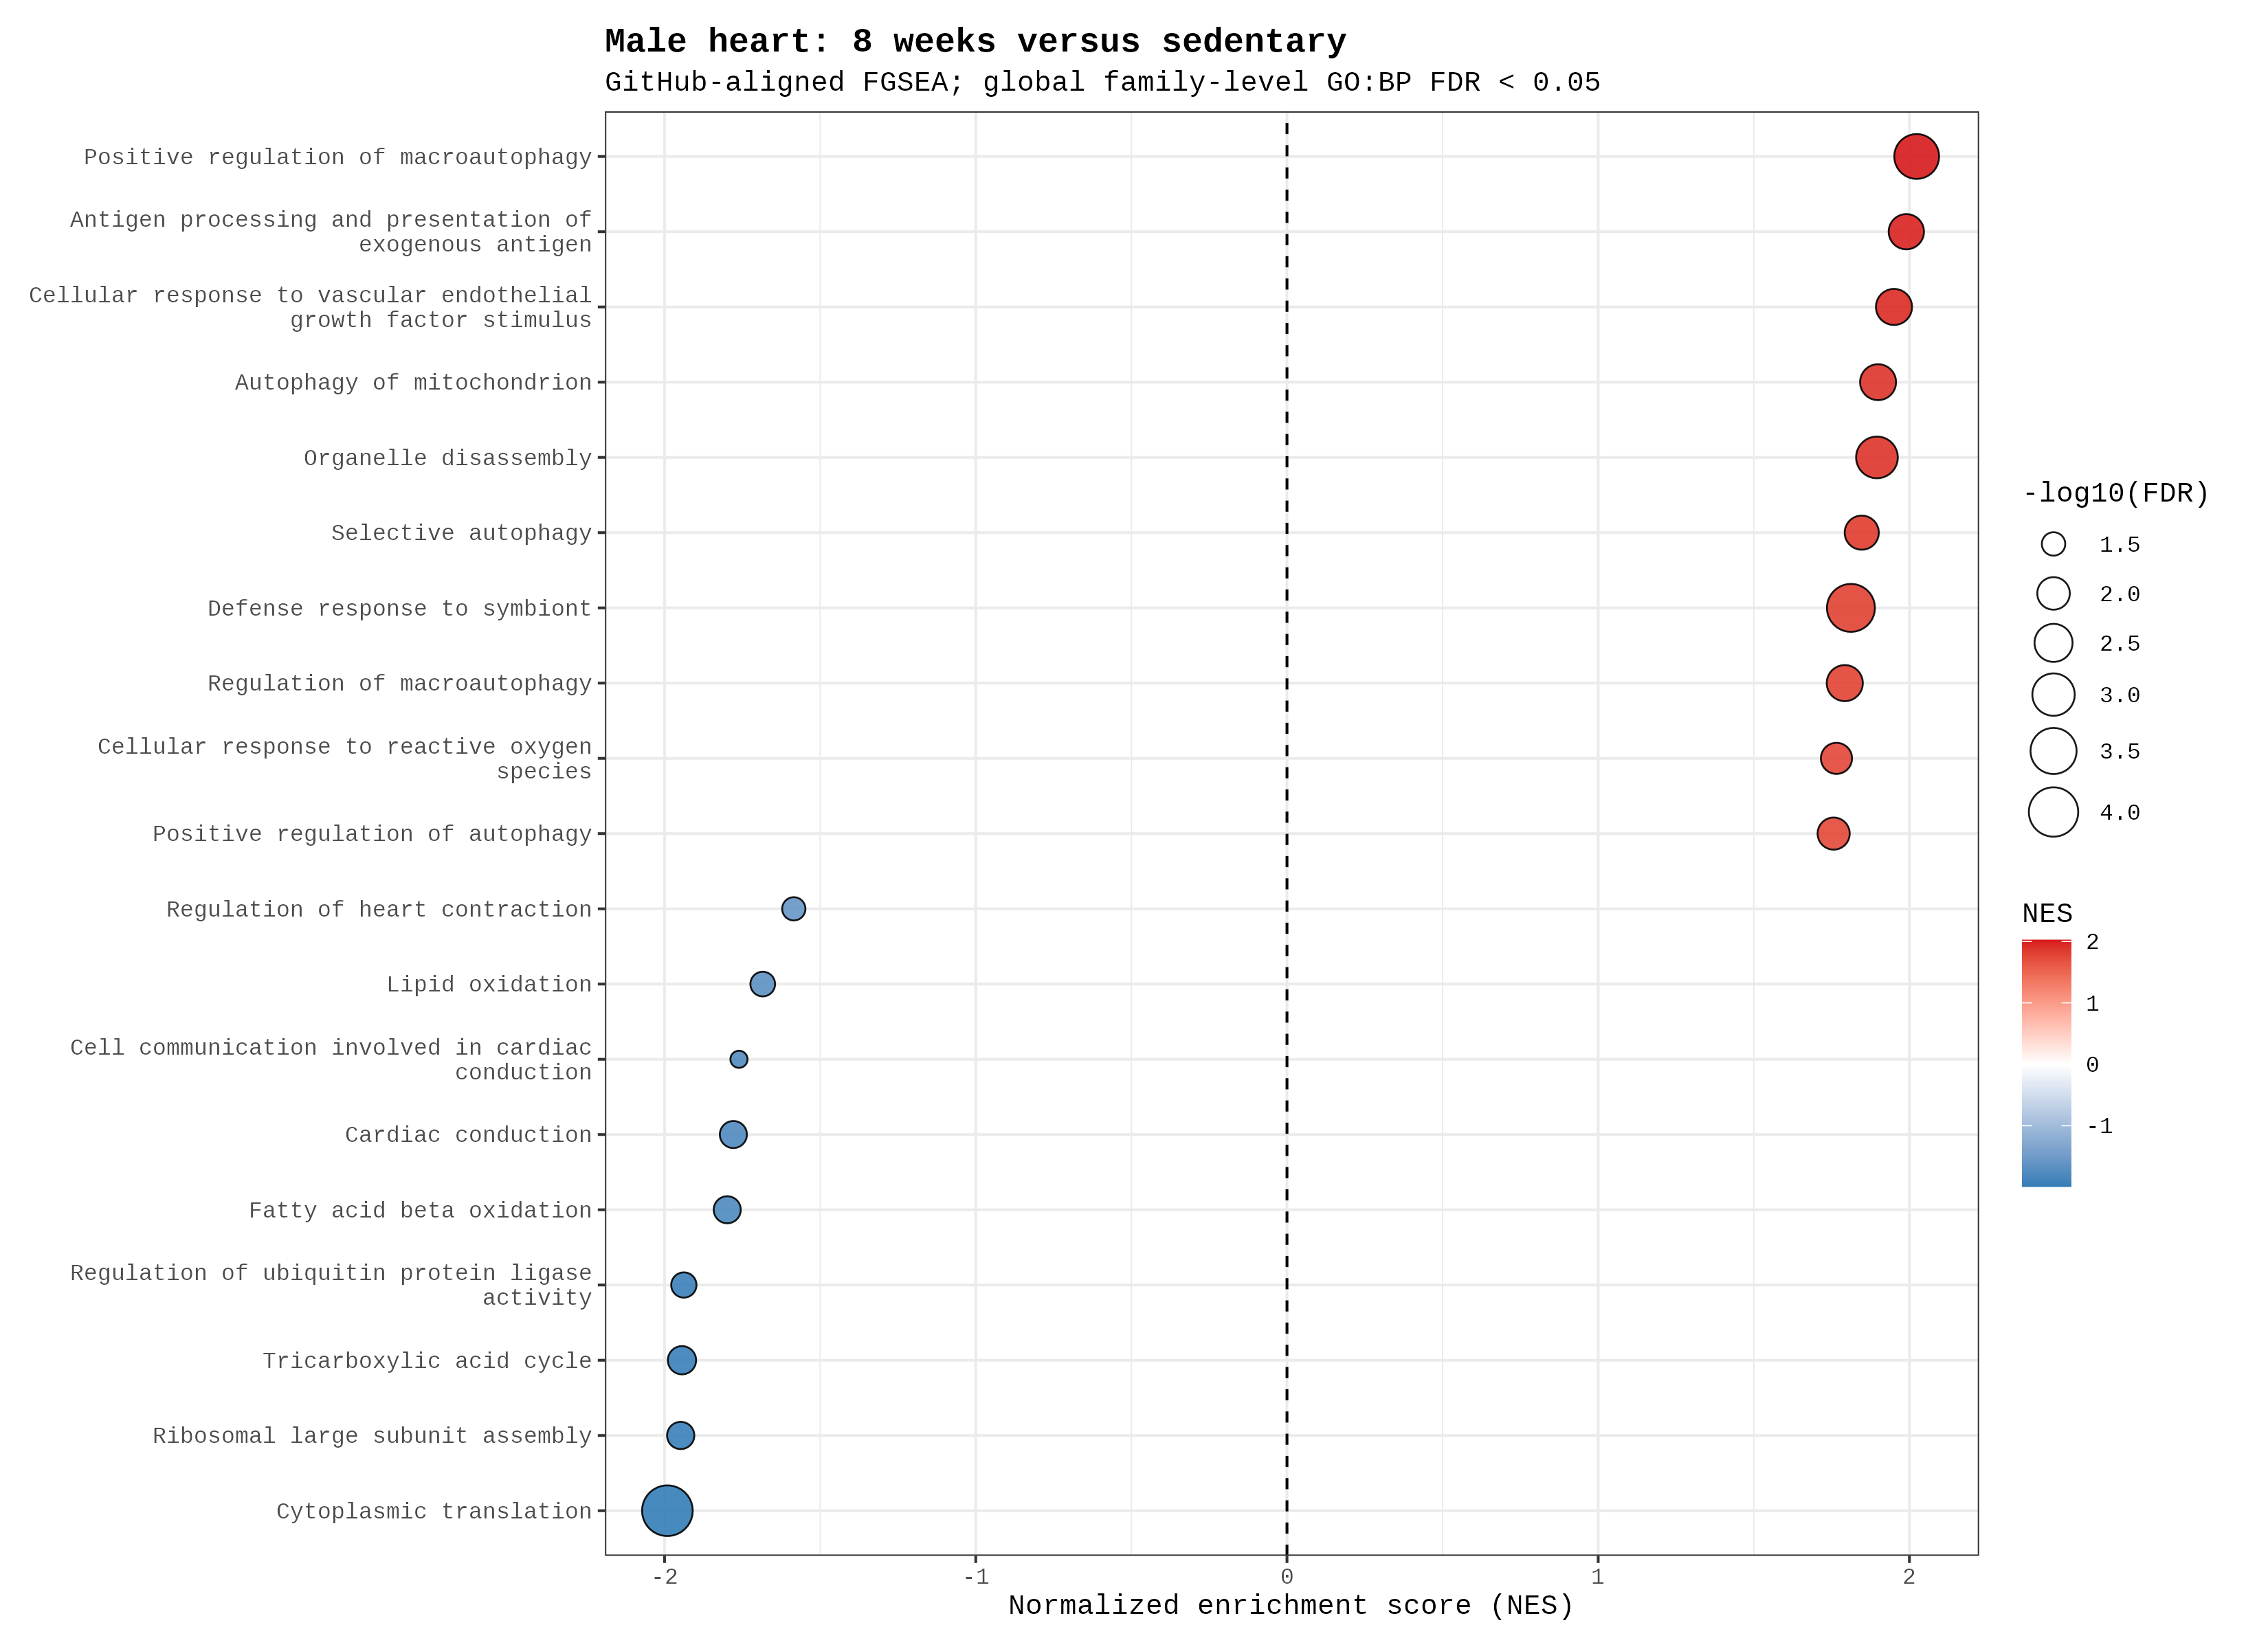 Male heart: 8 weeks versus sedentary
GitHub-aligned FGSEA; global family-level GO:BP FDR < 0.05
Positive regulation of macroautophagy
Antigen processing and presentation of
exogenous antigen
Cellular response to vascular endothelial
growth factor stimulus
Autophagy of mitochondrion
Organelle disassembly
Selective autophagy
Defense response to symbiont
Regulation of macroautophagy
Cellular response to reactive oxygen
species
Positive regulation of autophagy
Regulation of heart contraction
Lipid oxidation
Cell communication involved in cardiac
conduction
Cardiac conduction
Fatty acid beta oxidation
Regulation of ubiquitin protein ligase
activity
Tricarboxylic acid cycle
Ribosomal large subunit assembly
Cytoplasmic translation
-2
-1
0
1
2
Normalized enrichment score (NES)
-log10(FDR)
1.5
2.0
2.5
3.0
3.5
4.0
NES
2
1
0
-1